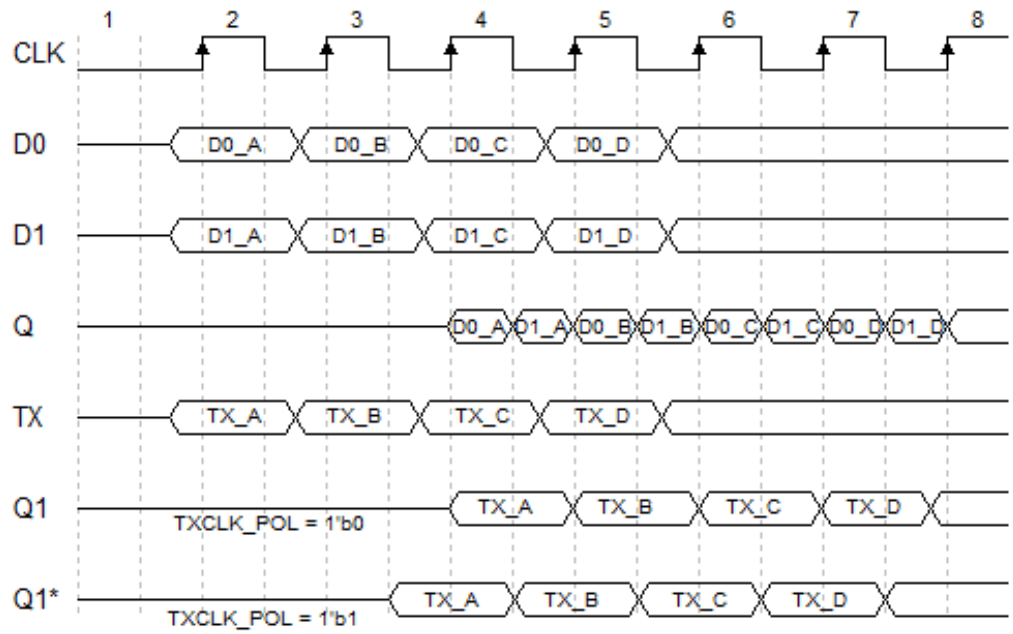 1 2 3 4 5 6 7 8
CLK
D0 D0_A D0_B D0_C D0_D
D1 D1_A D1_B D1_C D1_D
Q D0_A D1_A D0_B D1_B D0_C D1_C D0_D D1_D
TX TX_A TX_B TX_C TX_D
Q1 TX_A TX_B TX_C TX_D
TXCLK_POL = 1"b0
Q1* TX_A TX_B TX_C TX_D
TXCLK_POL = 1"b1